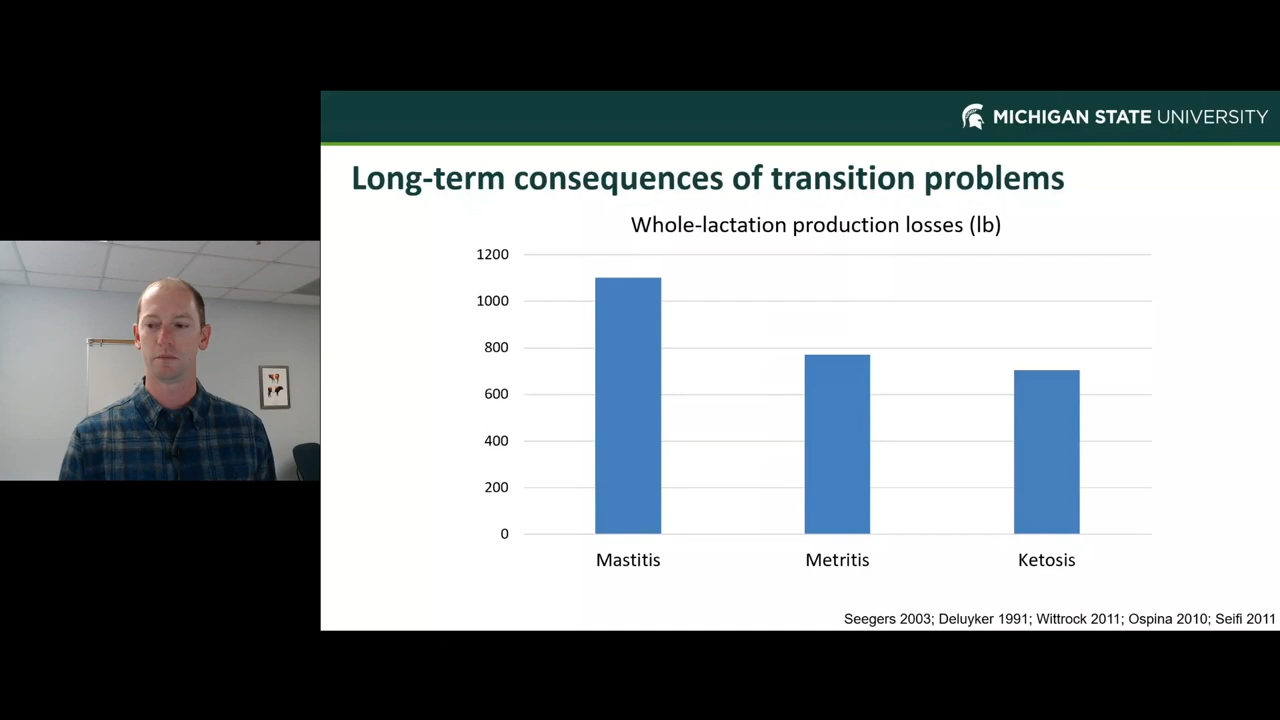 MICHIGAN STATE UNIVERSITY
Long-term consequences of transition problems
Whole-lactation production losses (lb)
1200
1000
800
600
400
200
0
Mastitis Metritis Ketosis
Seegers 2003; Deluyker 1991; Wittrock 2011; Ospina 2010; Seifi 2011